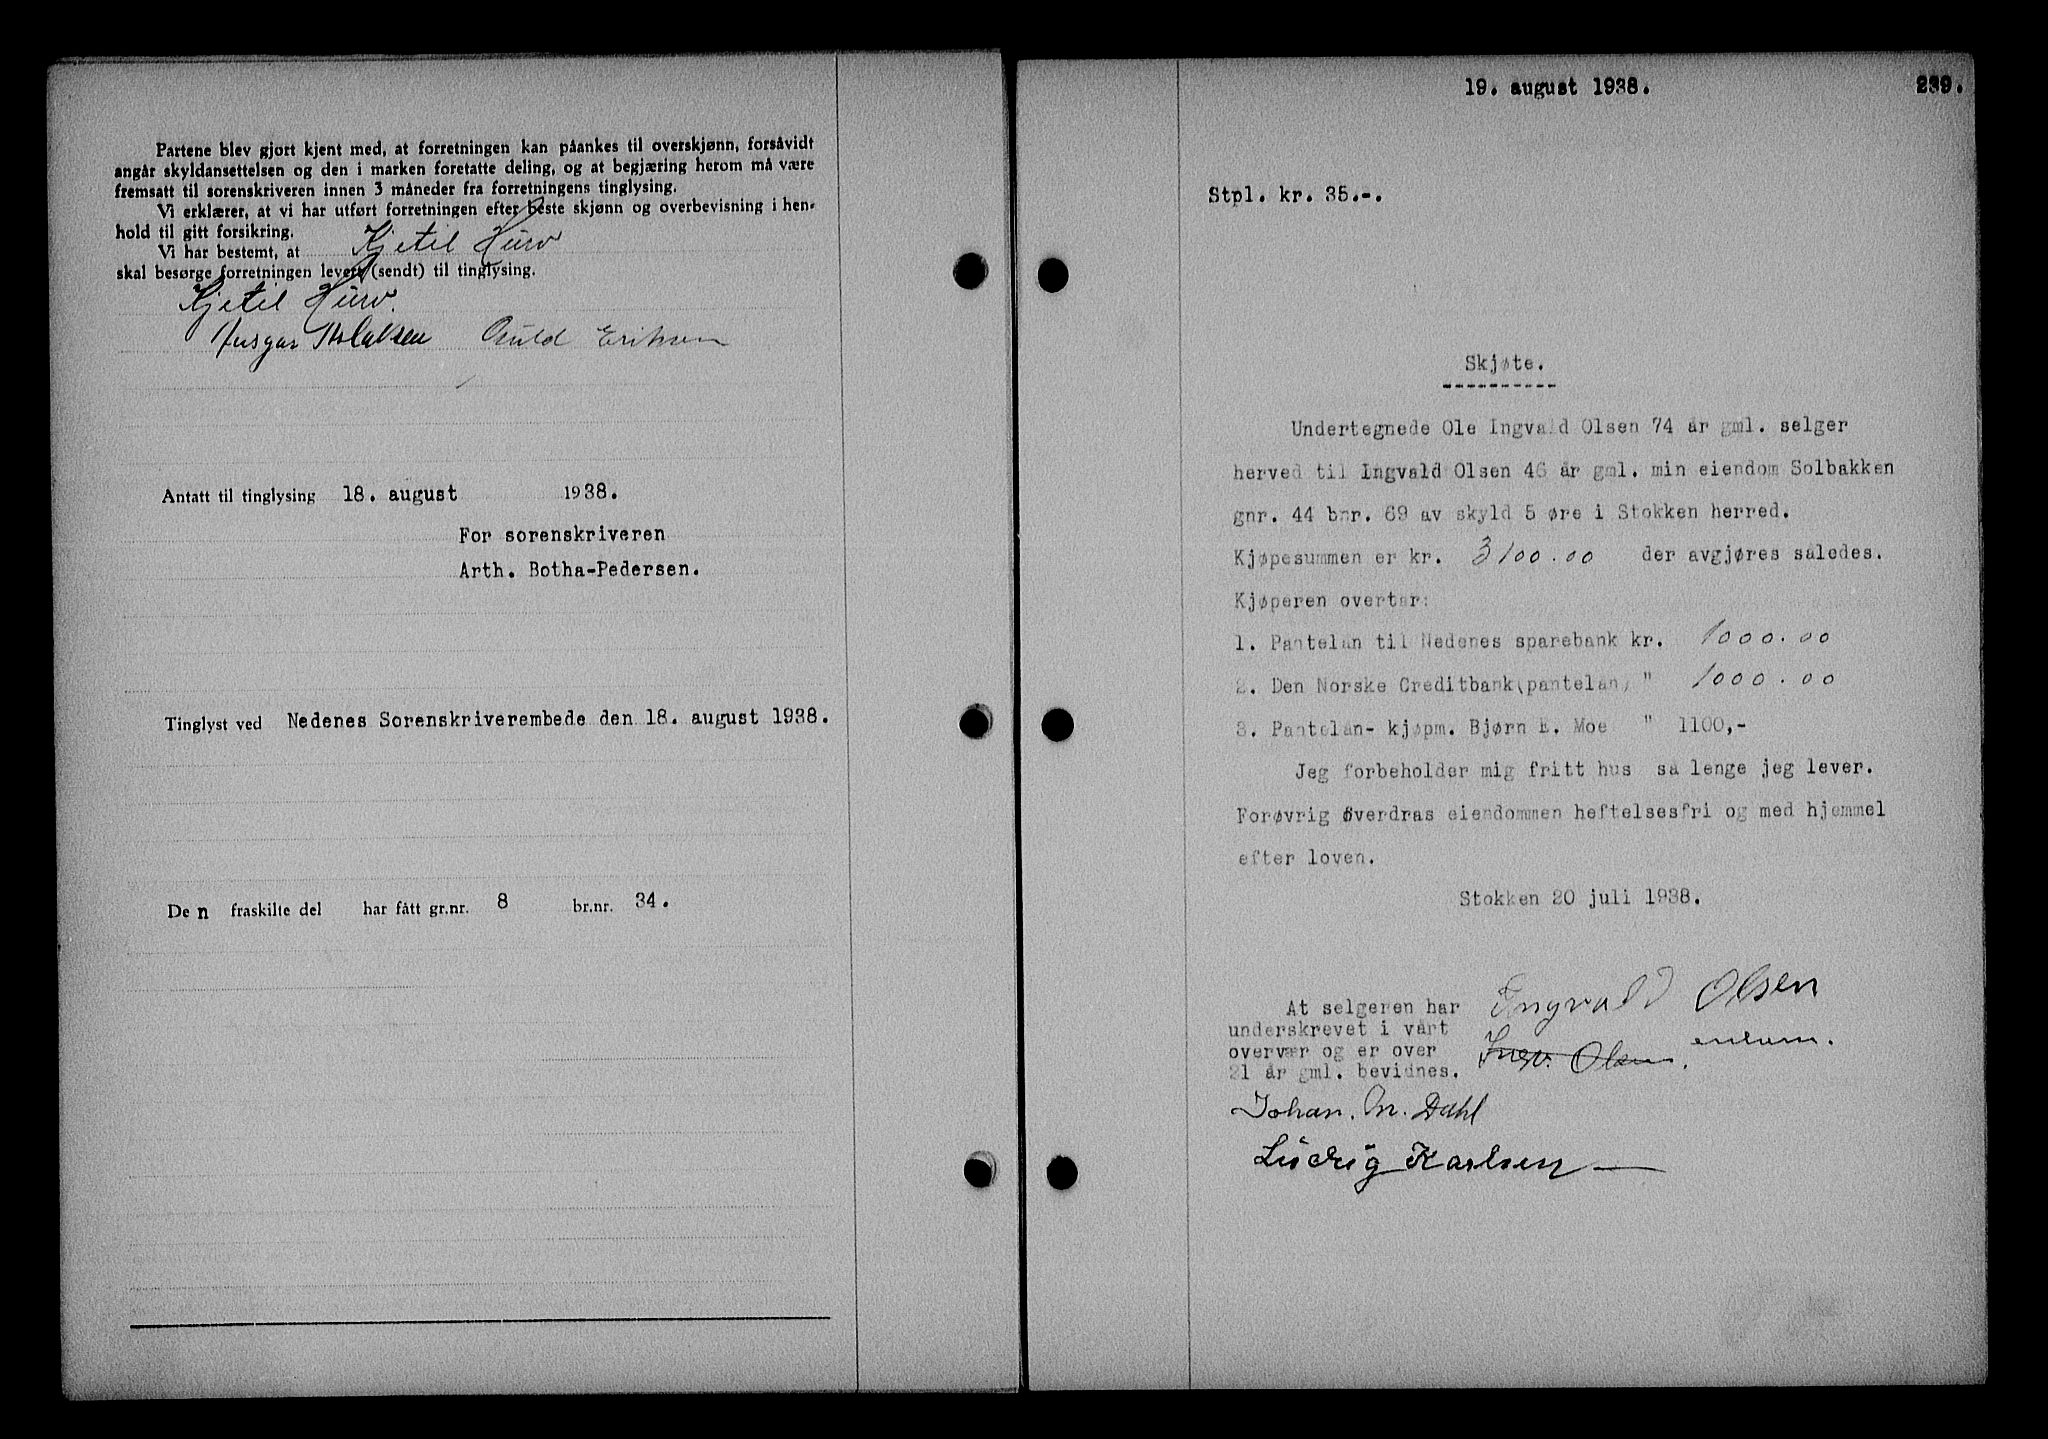 Partene blev gjort kjent med, at forretningen kan påankes til overskjønn, forsåvidt
angår skyldansettelsen og den i marken foretatte deling, og at begjæring herom må være
fremsatt til sorenskriveren innen 3 måneder fra forretningens tinglysing.
Vi erklærer, at vi har utført forretningen efter beste skjønn og overbevisning i hen-
hold til gitt forsikring.
Vi har bestemt, at Kjetil Hurv
skal besørge forretningen levert (sendt) til tinglysing.
Kjetil Hurv.
Ansgar Eriksen
Antatt til tinglysing 18. august 1938.
For sorenskriveren
Arth. Botha-Pedersen.
Tinglyst ved Nedenes Sorenskriverembede den 18. august 1938.
Den fraskilte del har fått gr.nr. 8 br.nr. 34.
19. august 1938. 239.
Stpl. kr. 35.-.
Skjøte.
Undertegnede Ole Ingvald Olsen 74 år gml. selger
herved til Ingvald Olsen 46 år gml. min eiendom Solbakken
gnr. 44 bnr. 69 av skyld 5 øre i Stokken herred.
Kjøpesummen er kr. 3100.00 der avgjøres således.
Kjøperen overtar:
1. Pantelån til Nedenes sparebank kr. 1000.00
2. Den Norske Creditbank(pantelån) " 1000.00
3. Pantelån- kjøpm. Bjørn E. Moe " 1100,-
Jeg forbeholder mig fritt hus så lenge jeg lever.
Forøvrig øverdras eiendommen heftelsesfri og med hjemmel
efter loven.
Stokken 20 juli 1938.
Ingvald Olsen
At selgeren har
underskrevet i vårt
overvær og er over
21 år gml. bevidnes.
Ingv. Olsen.
Johan. M. Dahl
Ludvig Karlsen